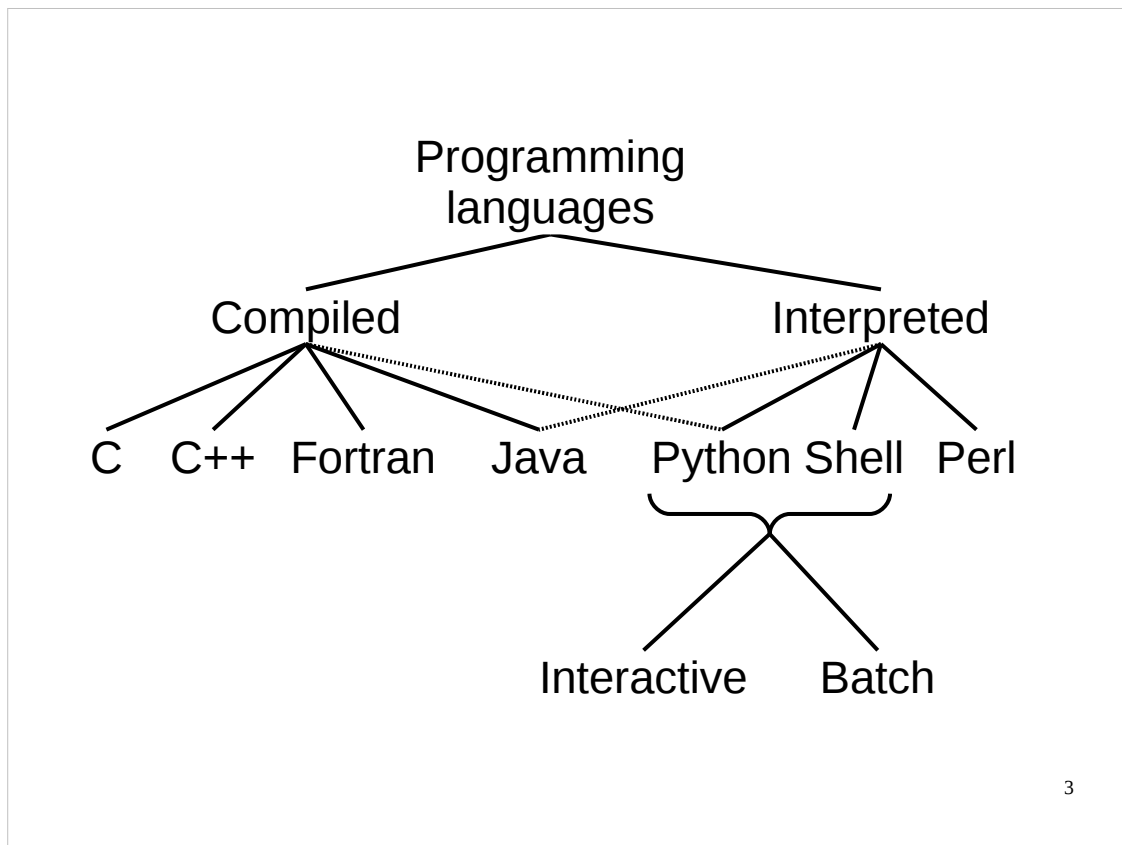 Programming
languages
Compiled Interpreted
C C++ Fortran Java Python Shell Perl
Interactive Batch
3